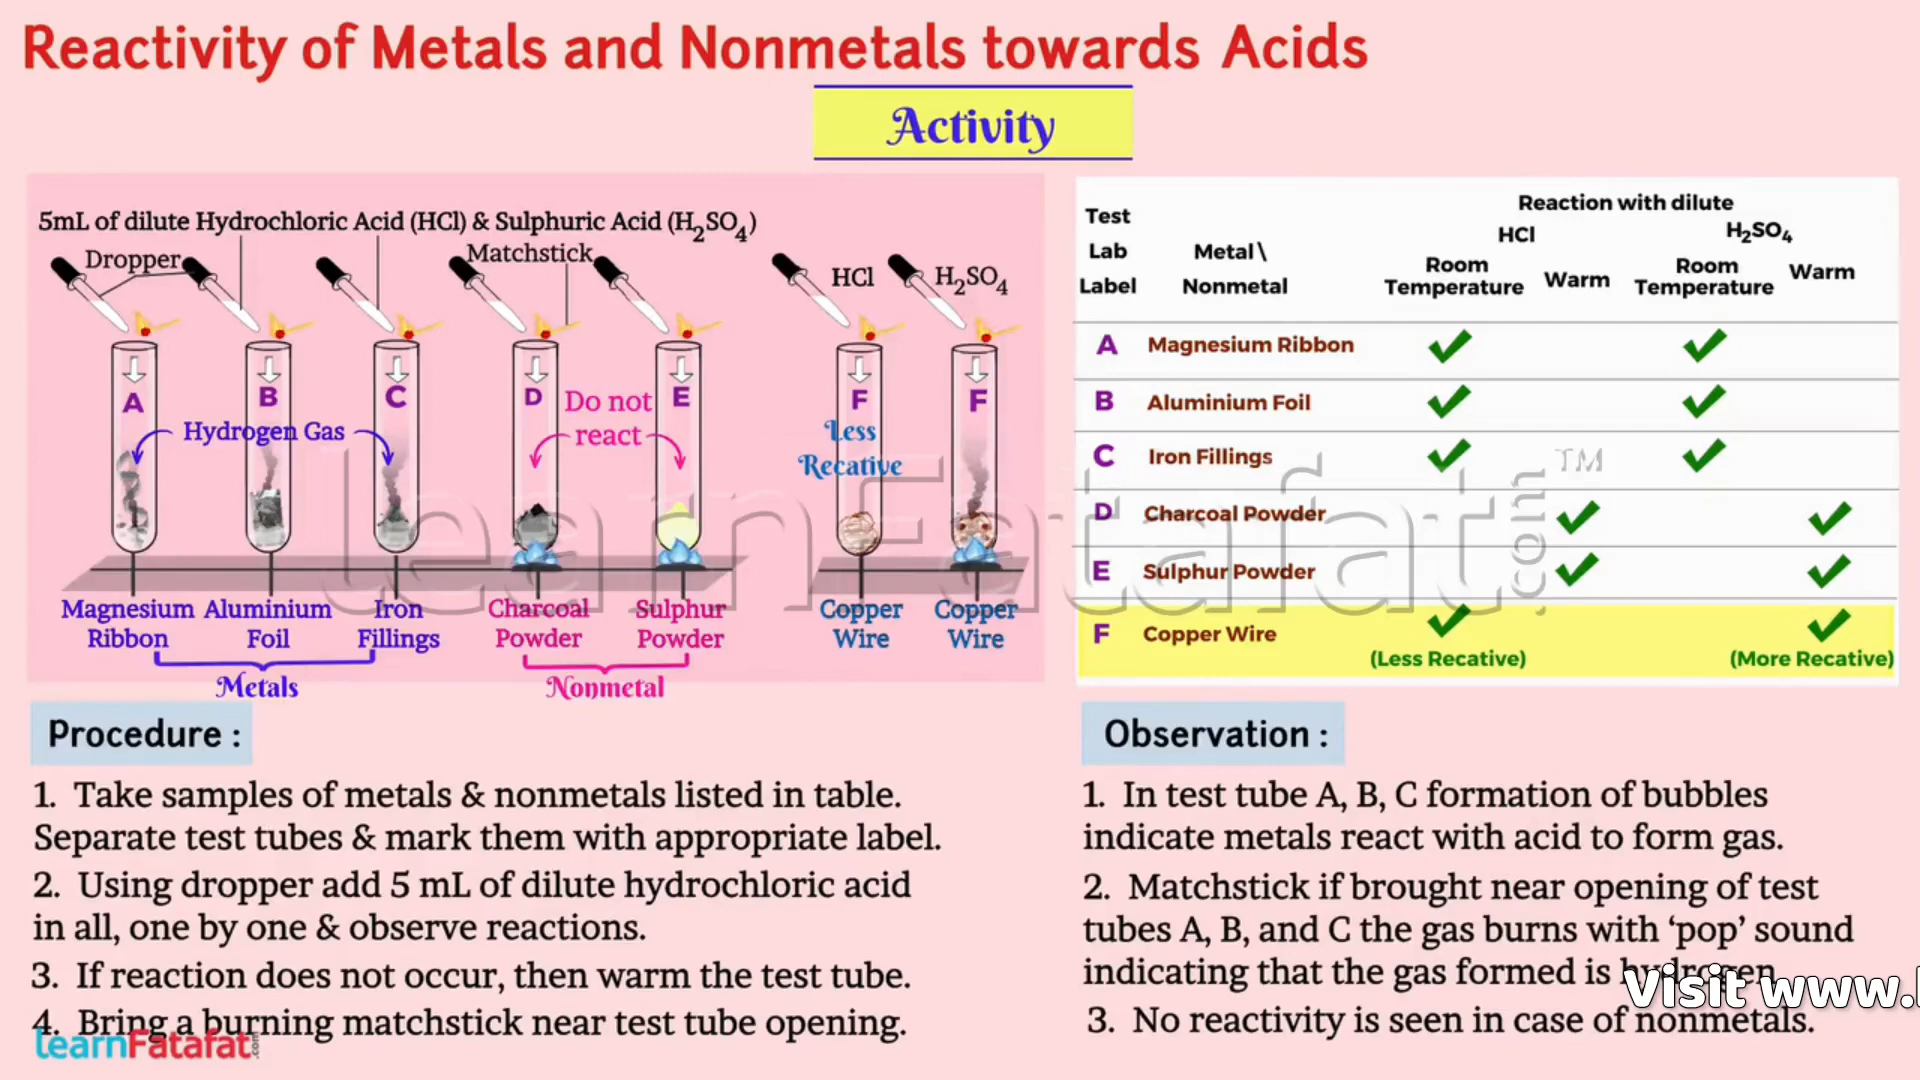 Reactivity of Metals and Nonmetals towards Acids
Activity
5mL of dilute Hydrochloric Acid (HCl) & Sulphuric Acid (H₂SO₄)
Dropper
Matchstick
HCl
H₂SO₄
A
B
C
D
E
F
F
Hydrogen Gas
Do not
react
Less
Recative
Magnesium
Ribbon
Aluminium
Foil
Iron
Fillings
Charcoal
Powder
Sulphur
Powder
Copper
Wire
Copper
Wire
Metals
Nonmetal
Test
Lab
Label
Metal\
Nonmetal
Reaction with dilute
HCl
H₂SO₄
Room
Temperature
Warm
Room
Temperature
Warm
A Magnesium Ribbon ✔ ✔
B Aluminium Foil ✔ ✔
C Iron Fillings ✔ ✔
D Charcoal Powder ✔ ✔
E Sulphur Powder ✔ ✔
F Copper Wire ✔ ✔
(Less Recative) (More Recative)
learnFatafat.com™
Procedure :
1. Take samples of metals & nonmetals listed in table.
Separate test tubes & mark them with appropriate label.
2. Using dropper add 5 mL of dilute hydrochloric acid
in all, one by one & observe reactions.
3. If reaction does not occur, then warm the test tube.
4. Bring a burning matchstick near test tube opening.
Observation :
1. In test tube A, B, C formation of bubbles
indicate metals react with acid to form gas.
2. Matchstick if brought near opening of test
tubes A, B, and C the gas burns with ‘pop’ sound
indicating that the gas formed is hydrogen.
3. No reactivity is seen in case of nonmetals.
Visit www.
learnFatafat.com